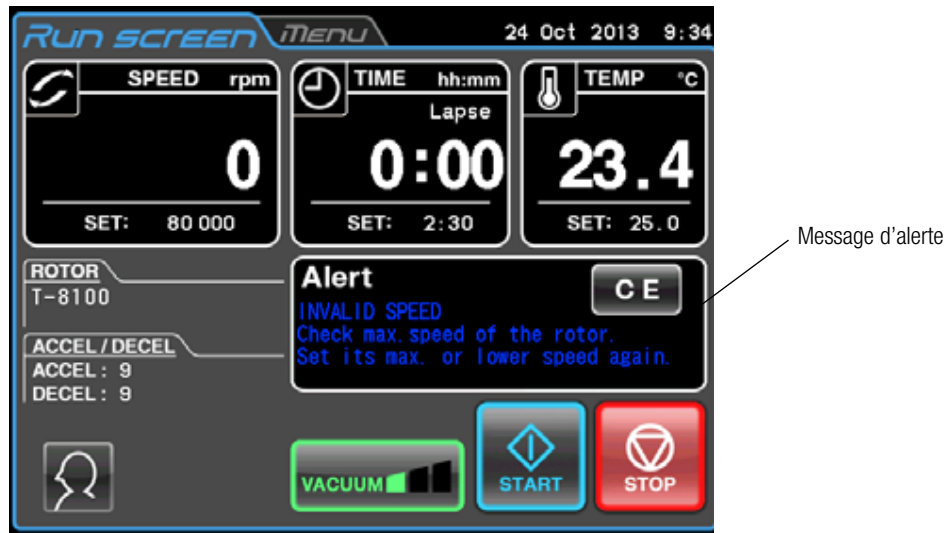 Run screen Menu 24 Oct 2013 9:34
SPEED rpm
0
SET: 80 000
TIME hh:mm
Lapse
0:00
SET: 2:30
TEMP °C
23.4
SET: 25.0
Message d'alerte
ROTOR
T-8100
ACCEL/DECEL
ACCEL: 9
DECEL: 9
Alert
CE
INVALID SPEED
Check max.speed of the rotor.
Set its max. or lower speed again.
VACUUM
START
STOP